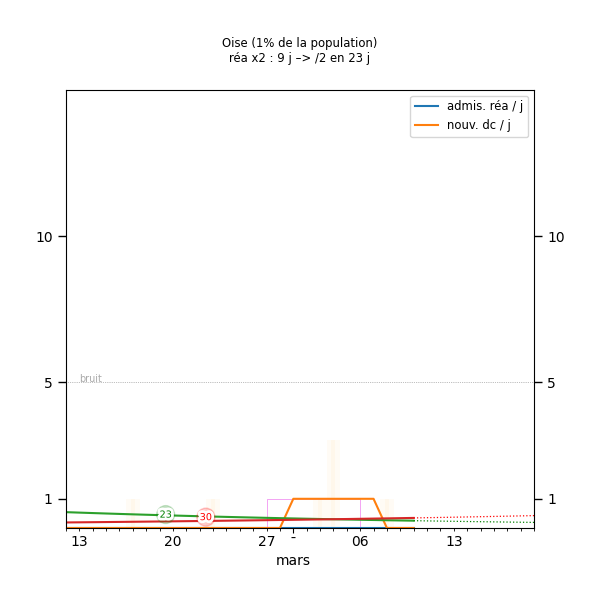 Oise (1% de la population)
réa x2 : 9 j –> /2 en 23 j
admis. réa / j
nouv. dc / j
10
10
bruit
5
5
1
1
23
30
13
20
27
-
06
13
mars